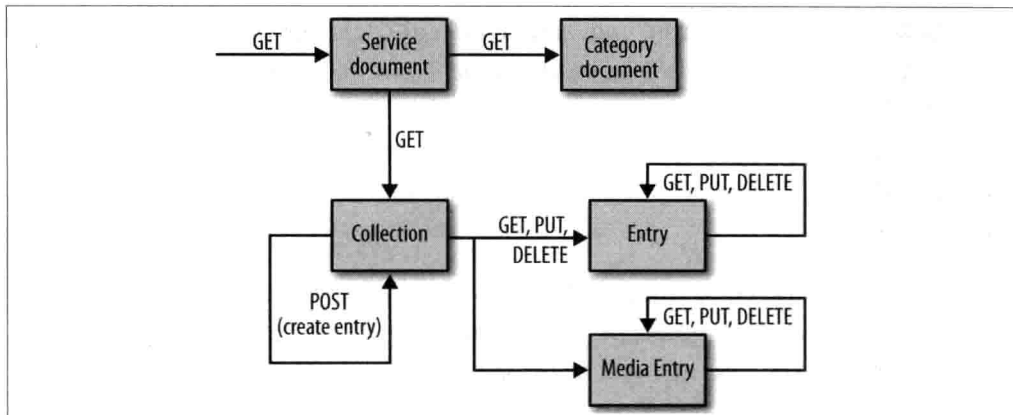 GET
Service
document
GET
Category
document
GET
GET, PUT, DELETE
Collection
GET, PUT,
DELETE
Entry
POST
(create entry)
GET, PUT, DELETE
Media Entry